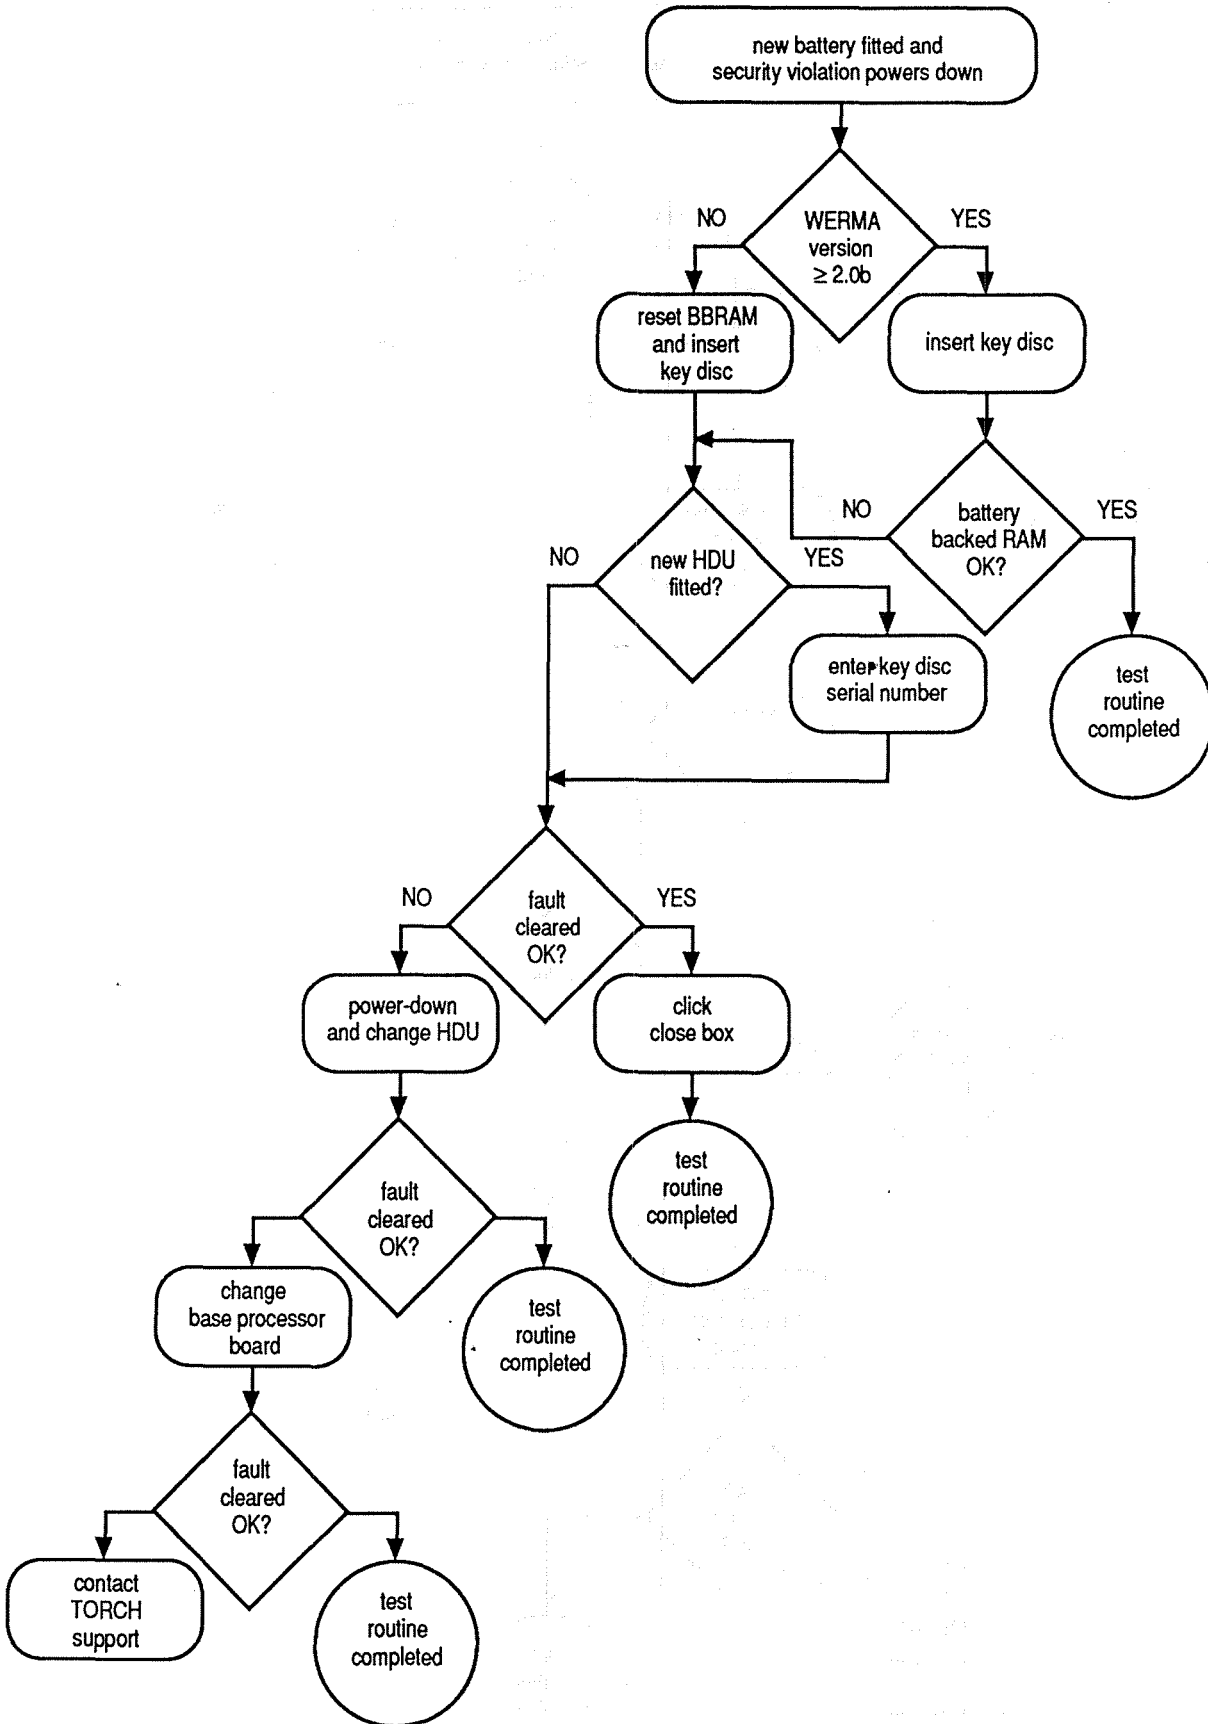 new battery fitted and
security violation powers down
NO
WERMA
version
≥ 2.0b
YES
reset BBRAM
and insert
key disc
insert key disc
NO
battery
backed RAM
OK?
YES
NO
new HDU
fitted?
YES
enter key disc
serial number
test
routine
completed
NO
fault
cleared
OK?
YES
power-down
and change HDU
click
close box
test
routine
completed
fault
cleared
OK?
change
base processor
board
test
routine
completed
fault
cleared
OK?
contact
TORCH
support
test
routine
completed